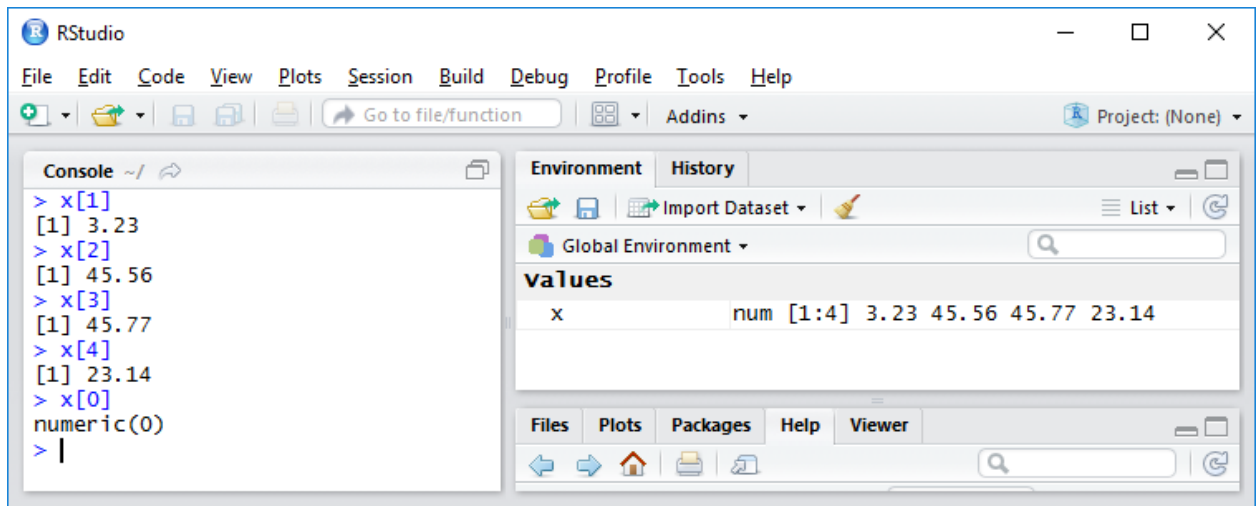 RStudio
File Edit Code View Plots Session Build Debug Profile Tools Help
Go to file/function Addins Project: (None)
Console ~/
> x[1]
[1] 3.23
> x[2]
[1] 45.56
> x[3]
[1] 45.77
> x[4]
[1] 23.14
> x[0]
numeric(0)
>
Environment History
Import Dataset List
Global Environment
Values
x num [1:4] 3.23 45.56 45.77 23.14
Files Plots Packages Help Viewer